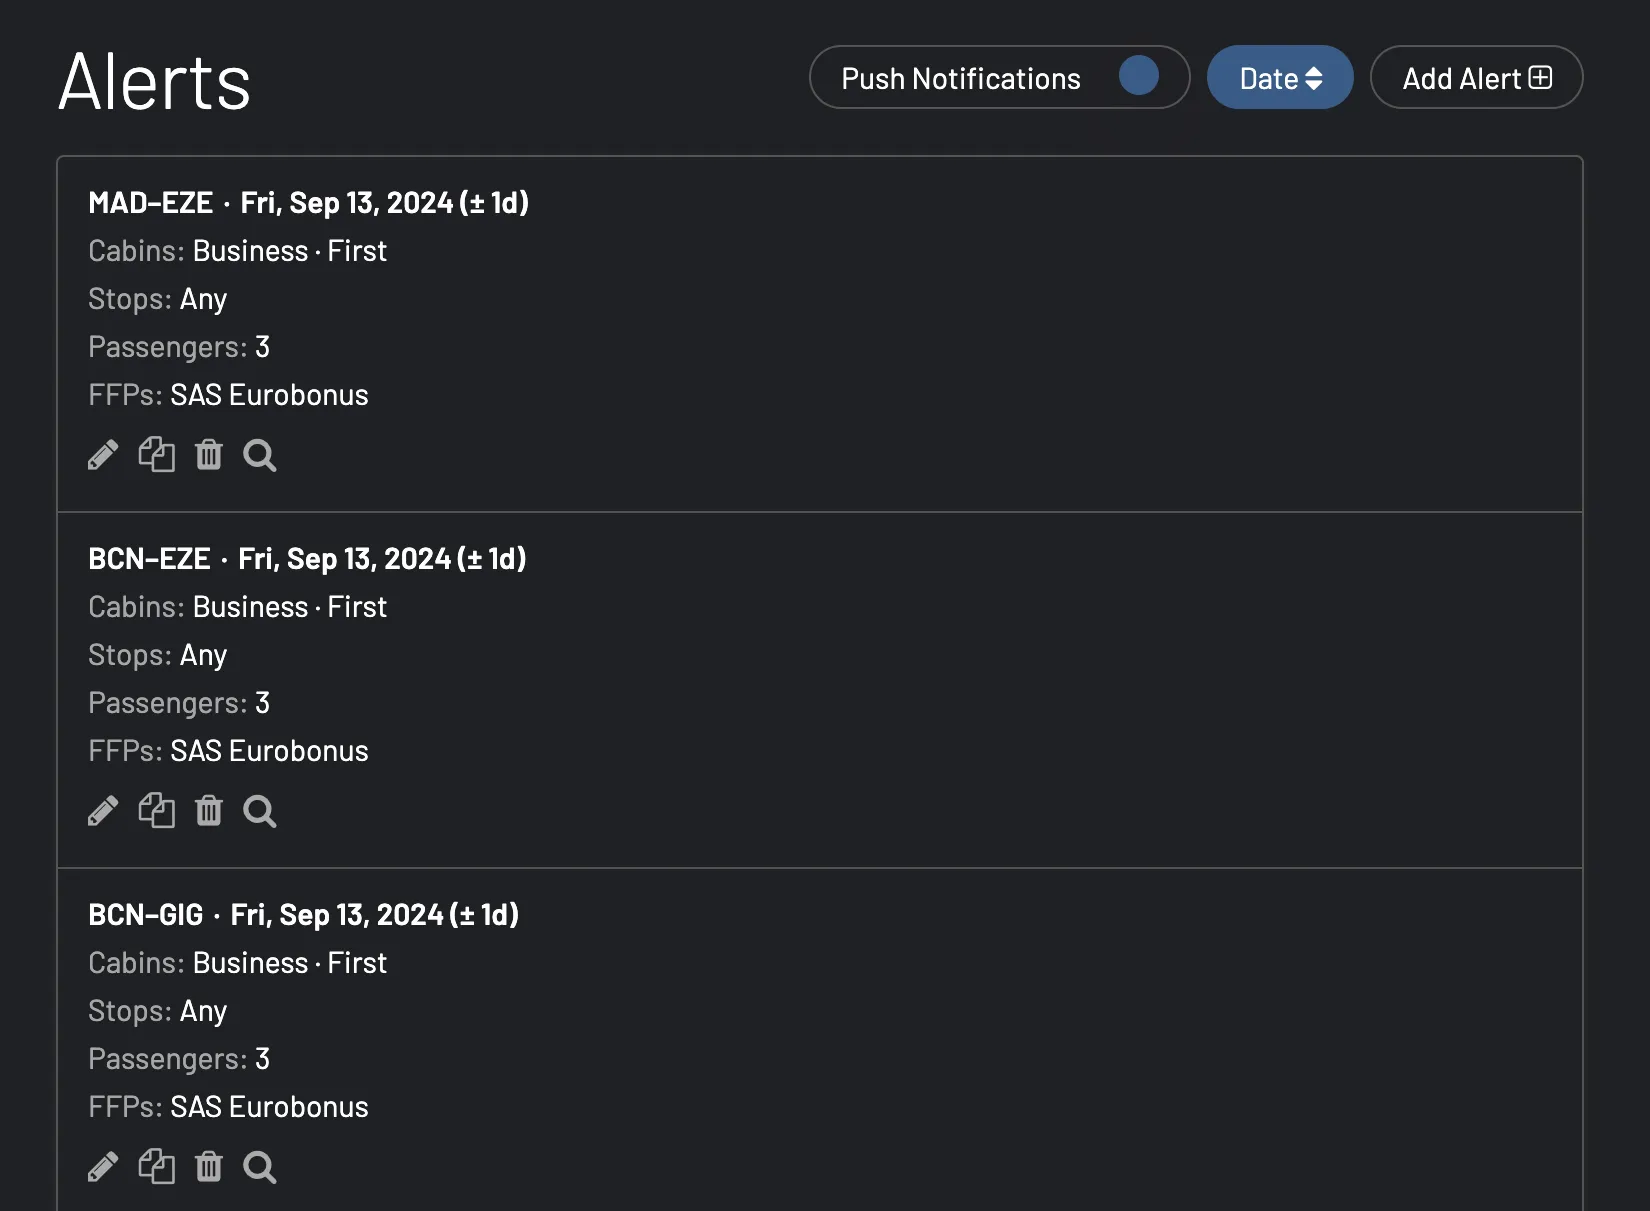 Alerts
Push Notifications
Date
Add Alert
MAD–EZE · Fri, Sep 13, 2024 (± 1d)
Cabins: Business · First
Stops: Any
Passengers: 3
FFPs: SAS Eurobonus
BCN–EZE · Fri, Sep 13, 2024 (± 1d)
Cabins: Business · First
Stops: Any
Passengers: 3
FFPs: SAS Eurobonus
BCN–GIG · Fri, Sep 13, 2024 (± 1d)
Cabins: Business · First
Stops: Any
Passengers: 3
FFPs: SAS Eurobonus